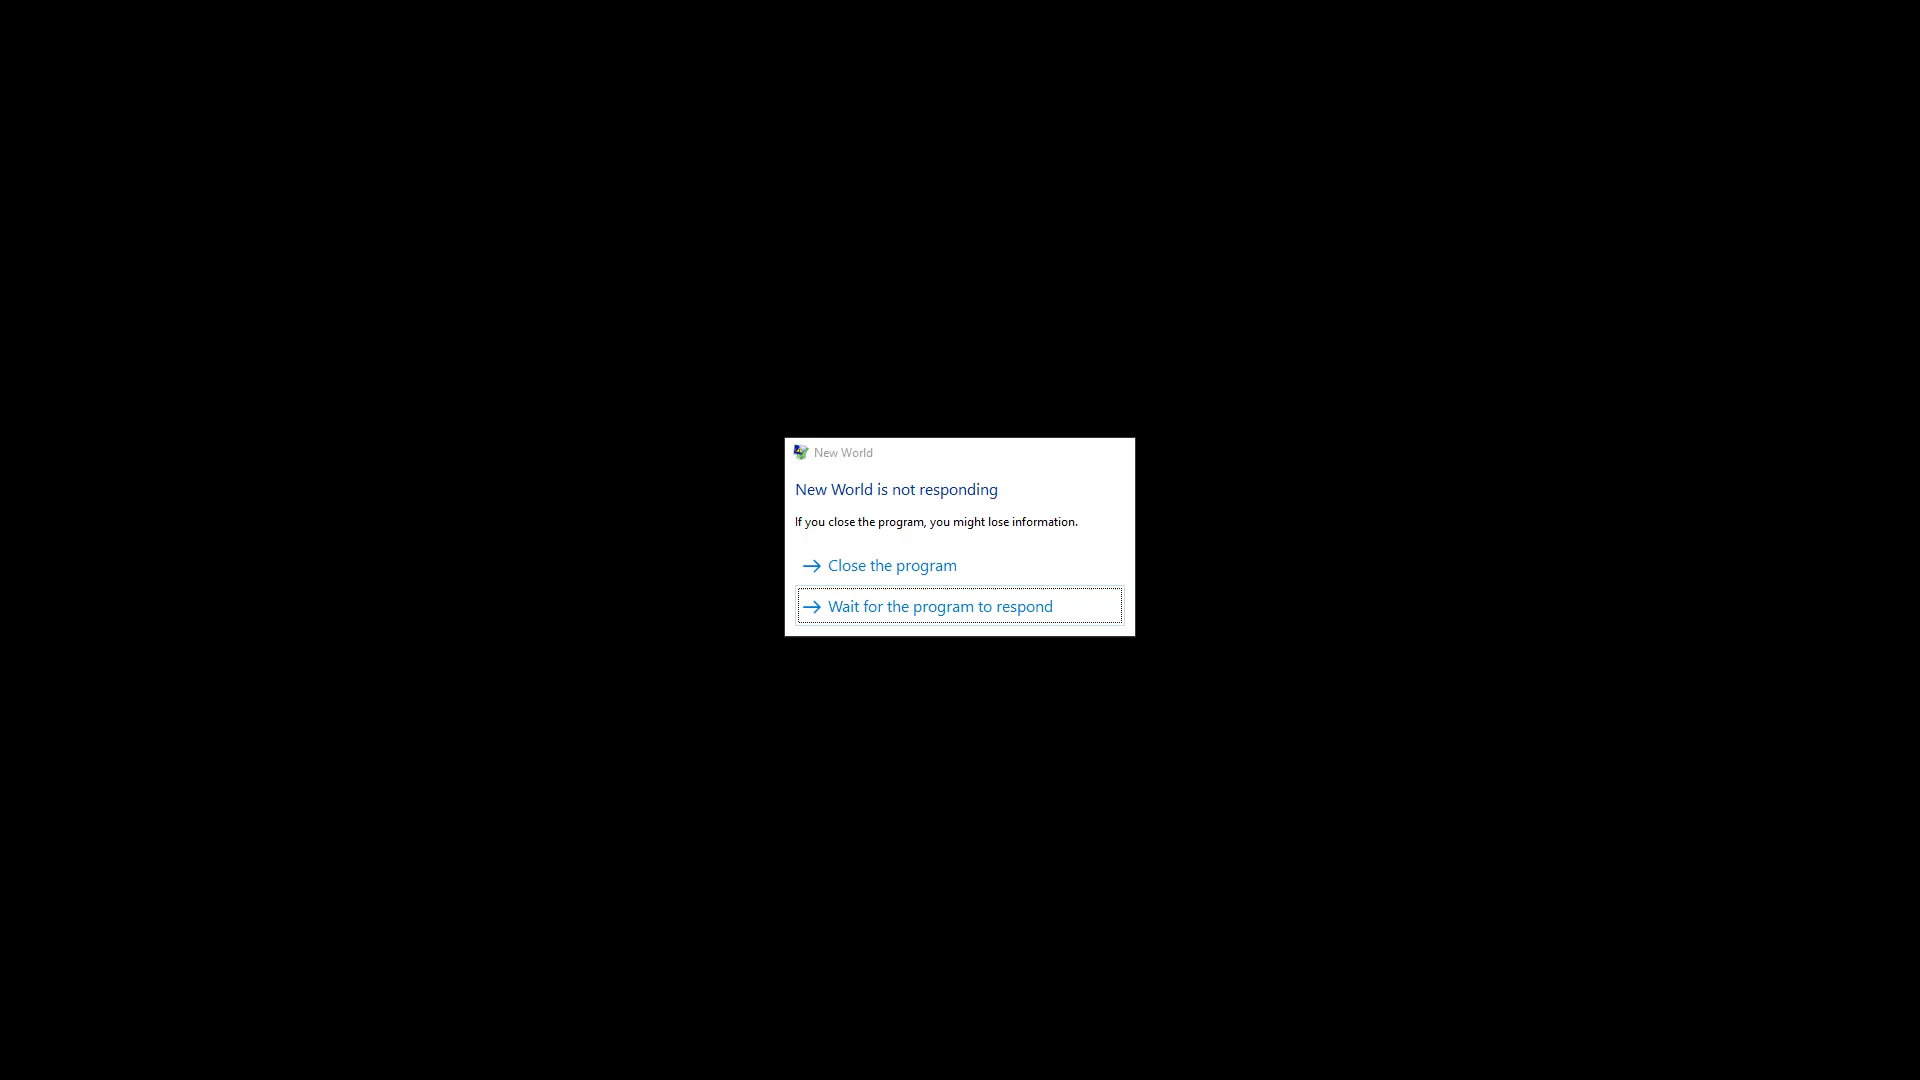 New World
New World is not responding
If you close the program, you might lose information.
Close the program
Wait for the program to respond